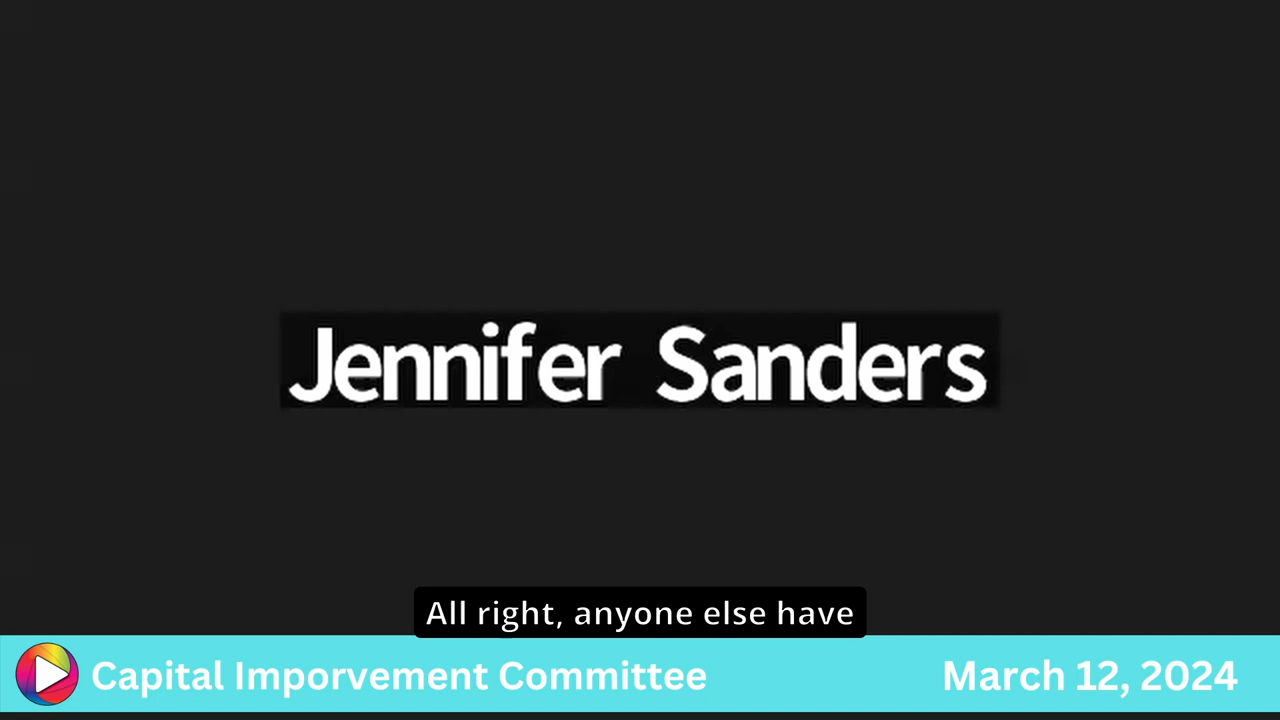 Jennifer Sanders
All right, anyone else have
Capital Imporvement Committee
March 12, 2024